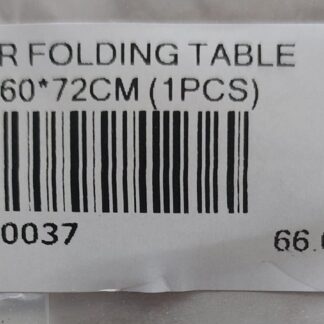 R FOLDING TABLE
60*72CM (1PCS)
0037
66.